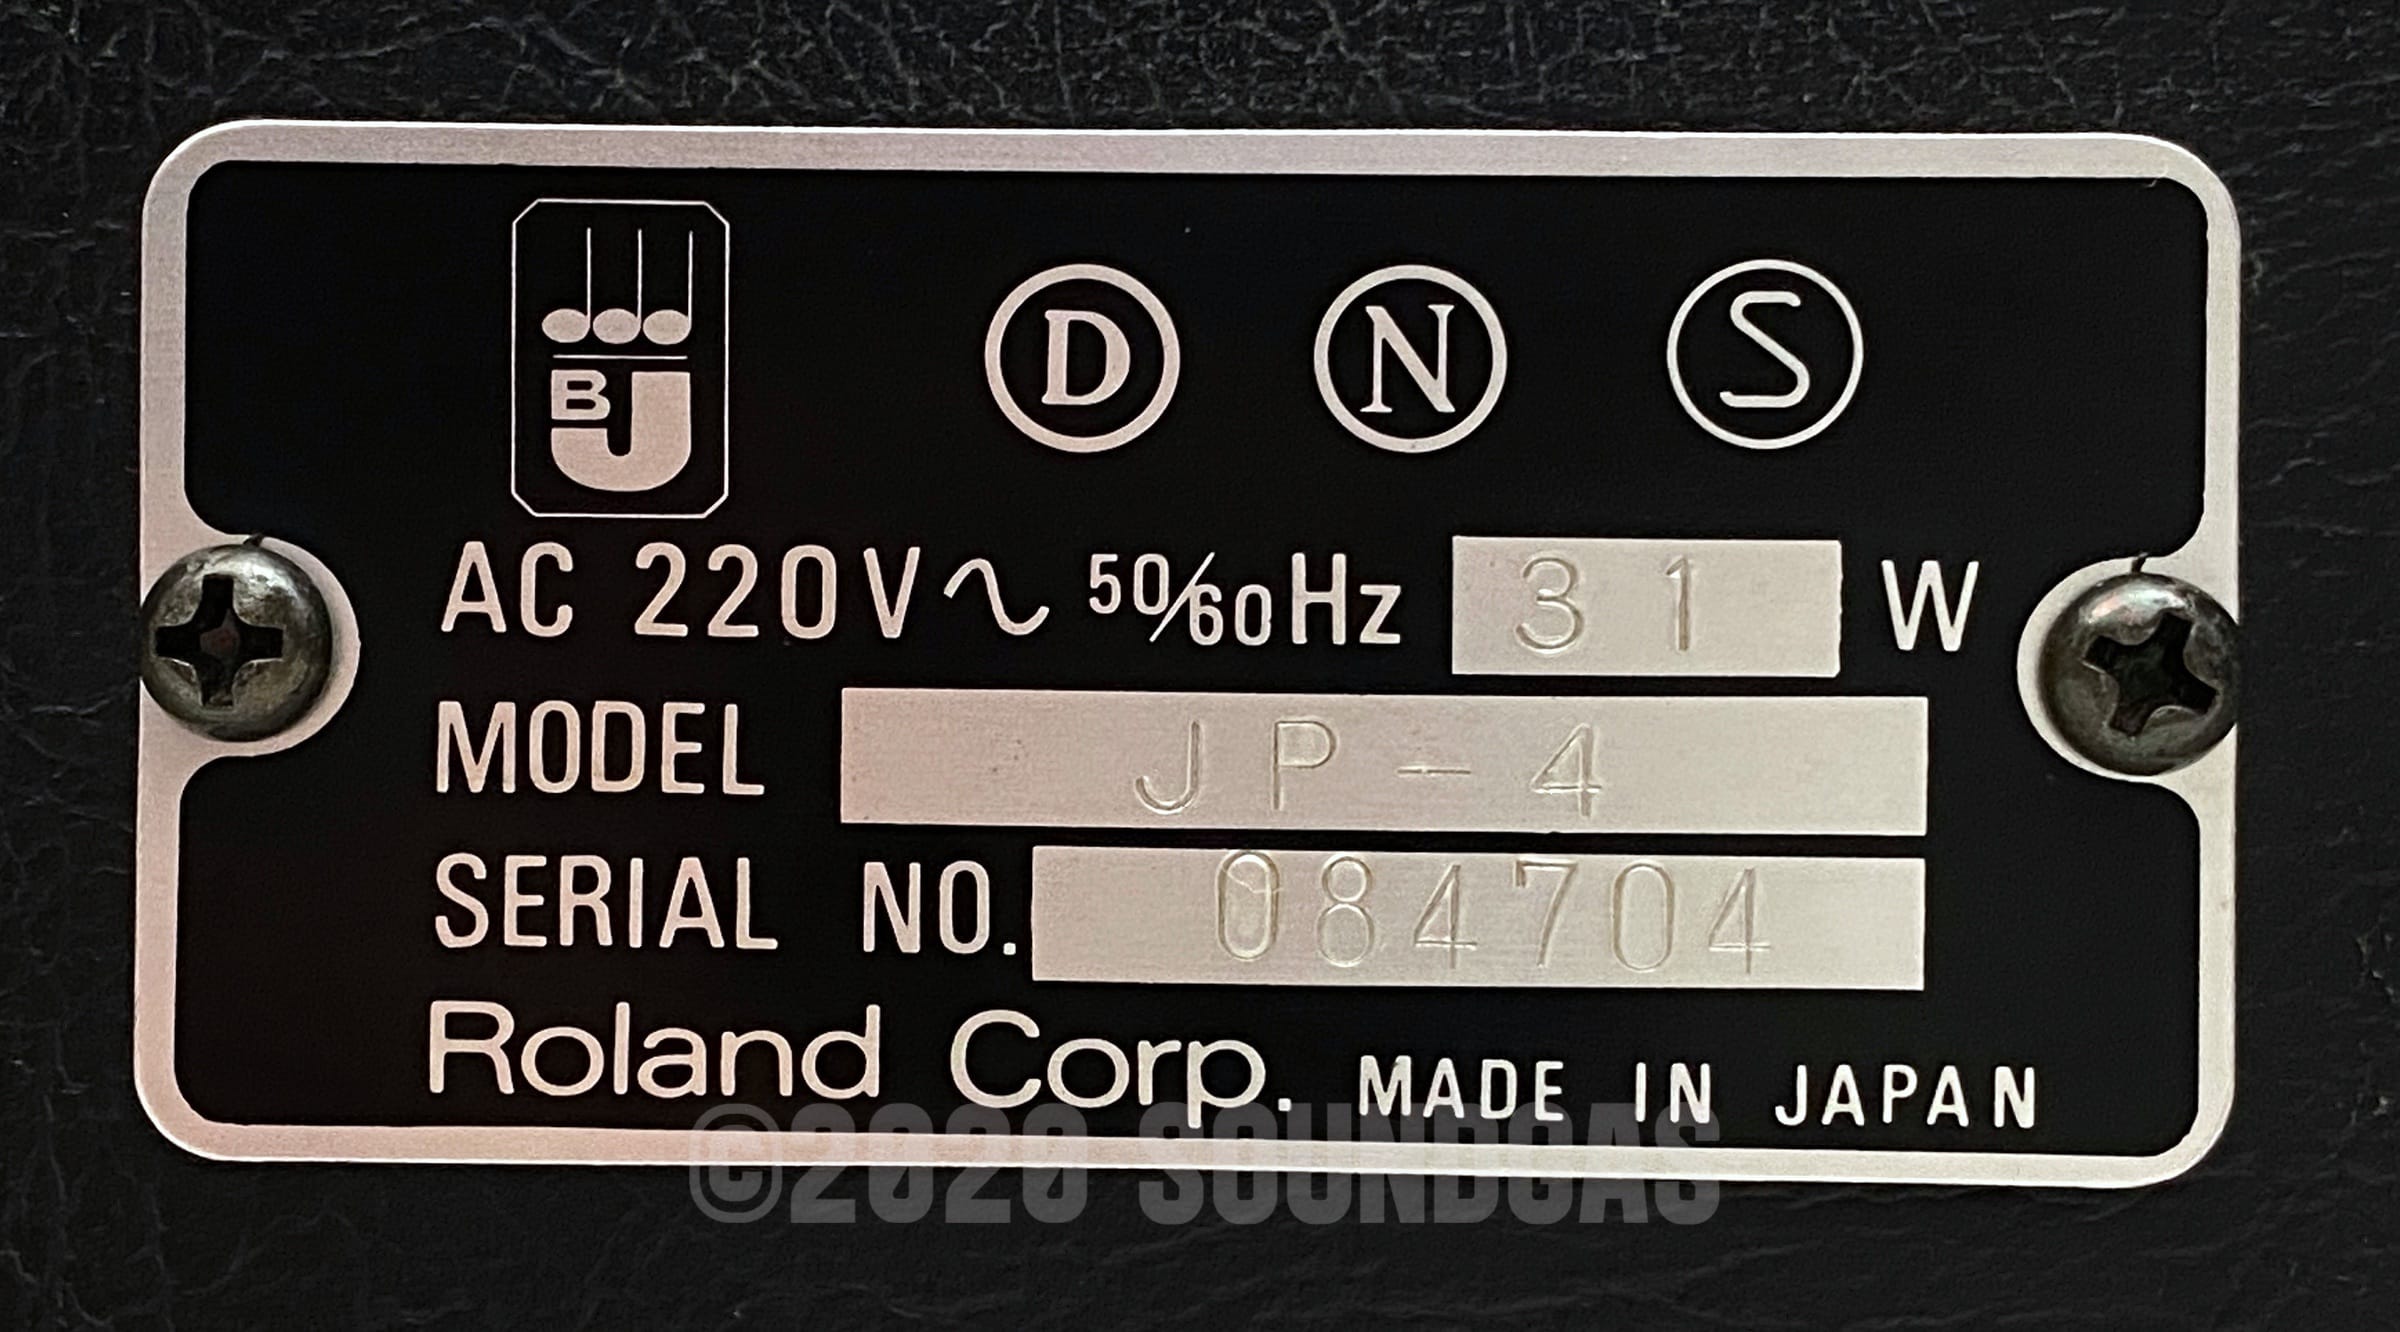 BJ
D N S
AC 220V～ 50/60Hz 31 W
MODEL JP-4
SERIAL NO. 084704
Roland Corp. MADE IN JAPAN
©2020 SOUNDGAS